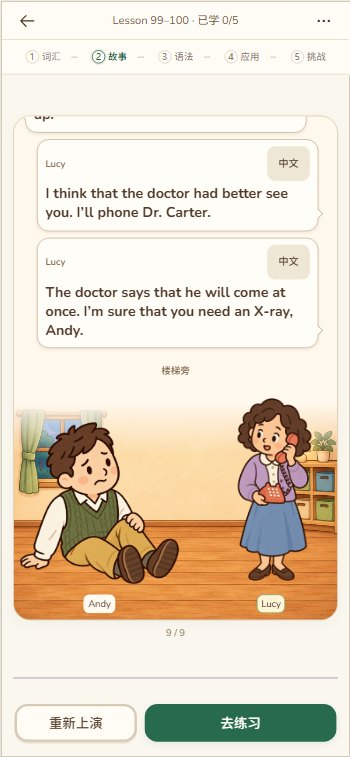 Lesson 99–100 · 已学 0/5
1 词汇 – 2 故事 – 3 语法 – 4 应用 – 5 挑战
up.
Lucy
中文
I think that the doctor had better see
you. I’ll phone Dr. Carter.
Lucy
中文
The doctor says that he will come at
once. I’m sure that you need an X-ray,
Andy.
楼梯旁
Andy
Lucy
9 / 9
重新上演
去练习